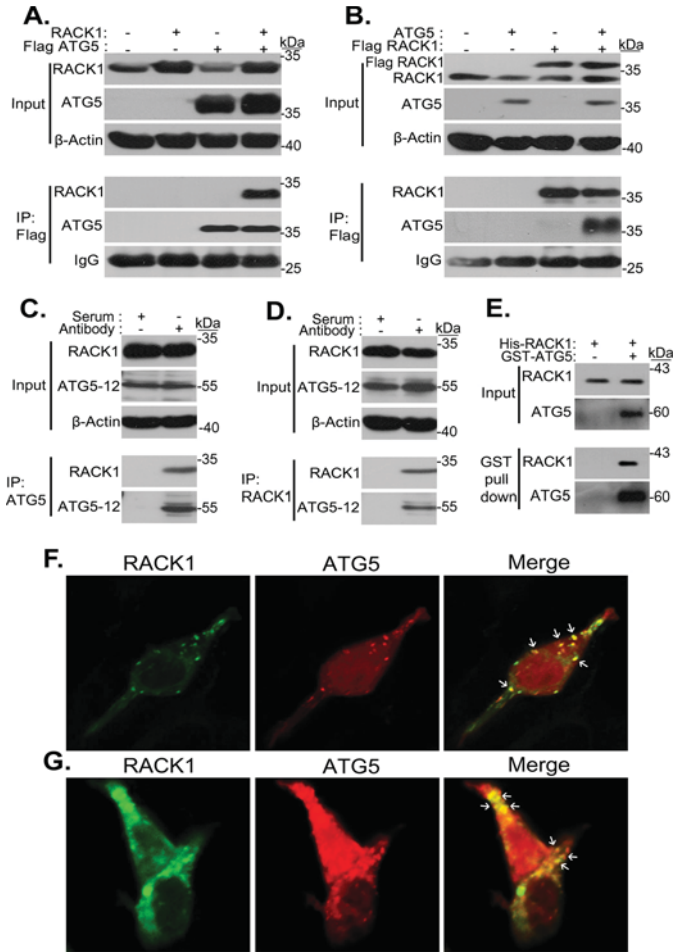 A.
RACK1 : - + - +
Flag ATG5 : - - + + kDa
RACK1 -35
Input ATG5 -35
β-Actin -40
RACK1 -35
IP: Flag ATG5 -35
IgG -25
B.
ATG5 : - + - +
Flag RACK1: - - + + kDa
Flag RACK1
RACK1 -35
Input ATG5 -35
β-Actin -40
RACK1 -35
IP: Flag ATG5 -35
IgG -25
C.
Serum : + -
Antibody : - + kDa
RACK1 -35
Input ATG5-12 -55
β-Actin -40
RACK1 -35
IP: ATG5 ATG5-12 -55
D.
Serum : + -
Antibody : - + kDa
RACK1 -35
Input ATG5-12 -55
β-Actin -40
RACK1 -35
IP: RACK1 ATG5-12 -55
E.
His-RACK1: + +
GST-ATG5: - + kDa
RACK1 -43
Input ATG5 -60
GST pull down RACK1 -43
ATG5 -60
F.
RACK1 ATG5 Merge
G.
RACK1 ATG5 Merge